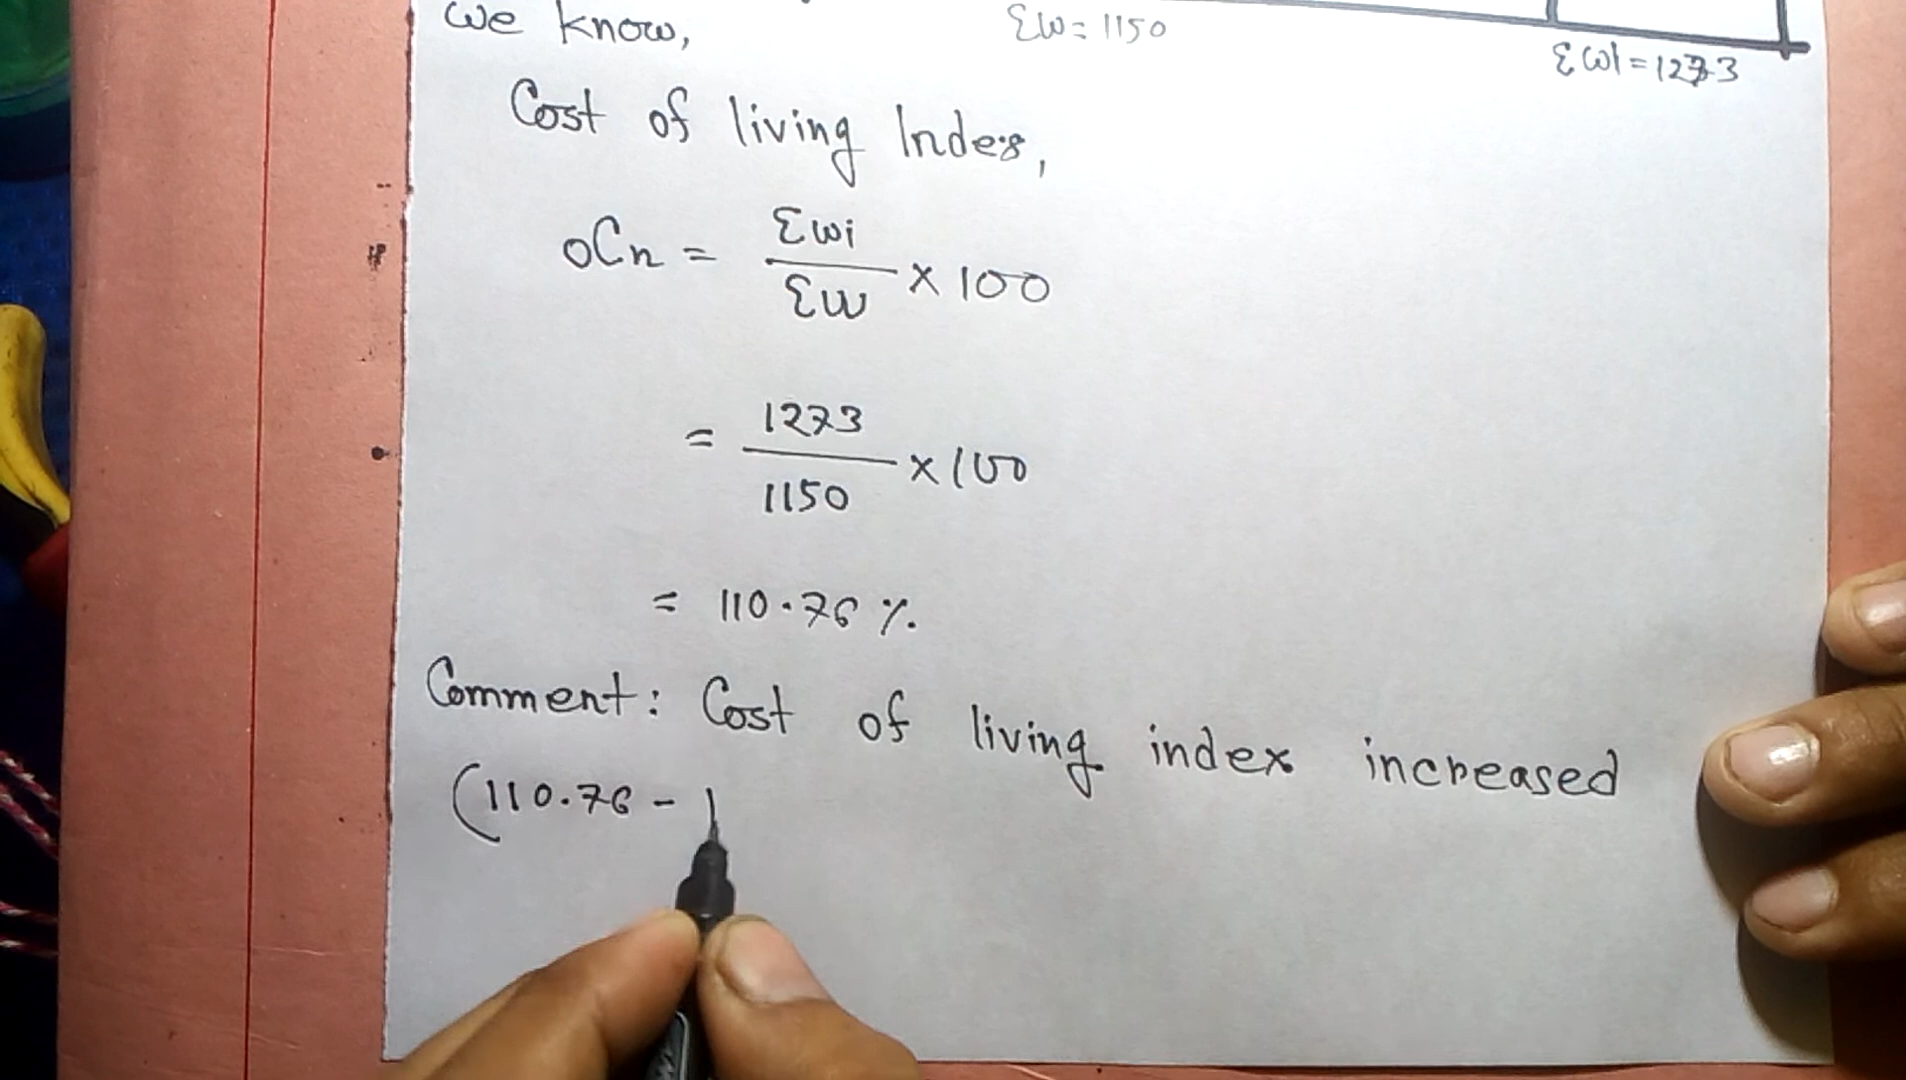 we know,
Σw = 1150
ΣwI = 1273
Cost of living Index,
oCn = Σwi / Σw × 100
= 1273 / 1150 × 100
= 110.76 %.
Comment: Cost of living index increased
(110.76 - 1